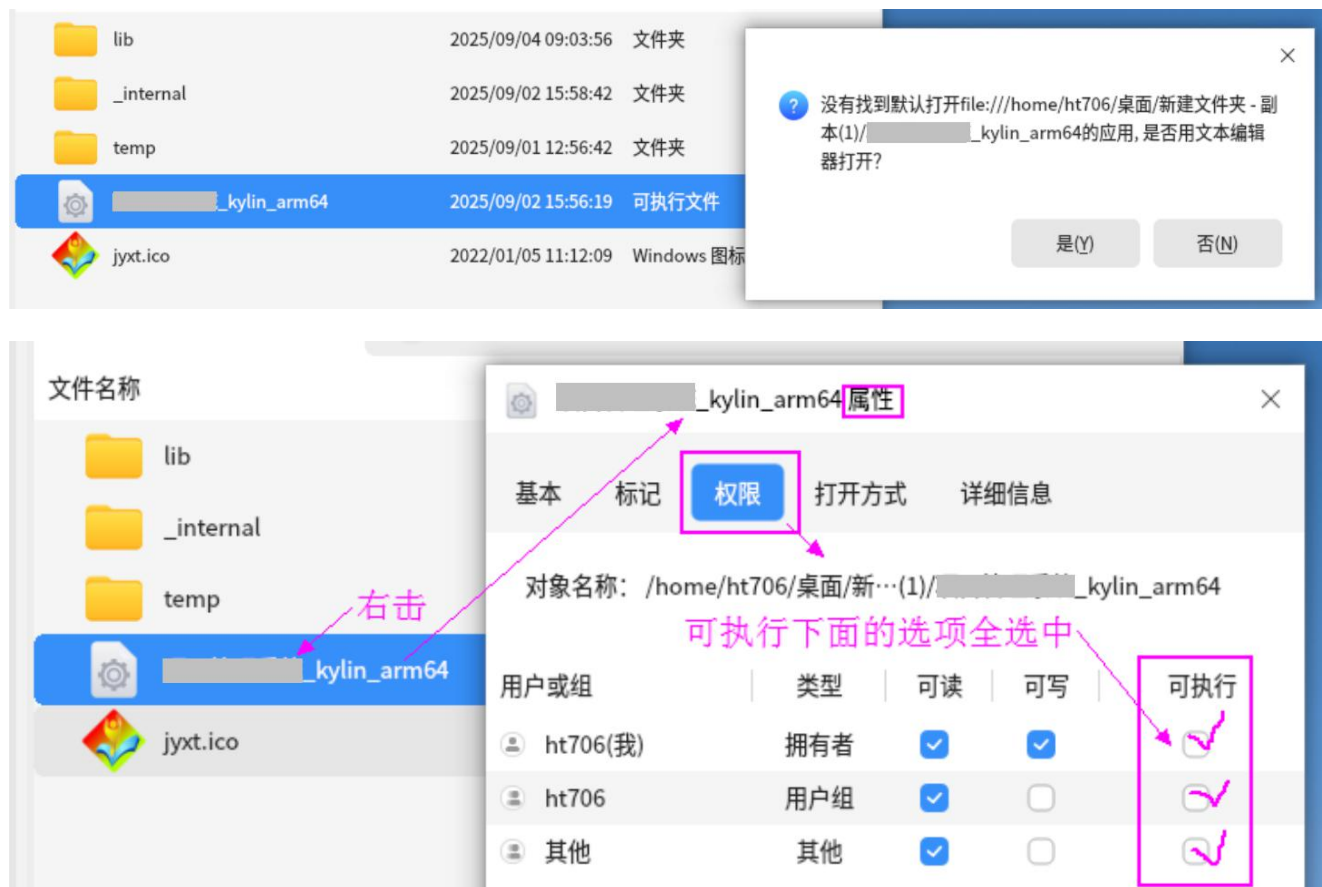 lib 2025/09/04 09:03:56 文件夹
_internal 2025/09/02 15:58:42 文件夹
temp 2025/09/01 12:56:42 文件夹
_kylin_arm64 2025/09/02 15:56:19 可执行文件
jyxt.ico 2022/01/05 11:12:09 Windows 图标
没有找到默认打开file:///home/ht706/桌面/新建文件夹 - 副
本(1)/_kylin_arm64的应用, 是否用文本编辑
器打开?
是(Y) 否(N)
文件名称
lib
_internal
temp
右击
_kylin_arm64
jyxt.ico
_kylin_arm64 属性
基本 标记 权限 打开方式 详细信息
对象名称: /home/ht706/桌面/新…(1)/_kylin_arm64
可执行下面的选项全选中
用户或组 类型 可读 可写 可执行
ht706(我) 拥有者
ht706 用户组
其他 其他